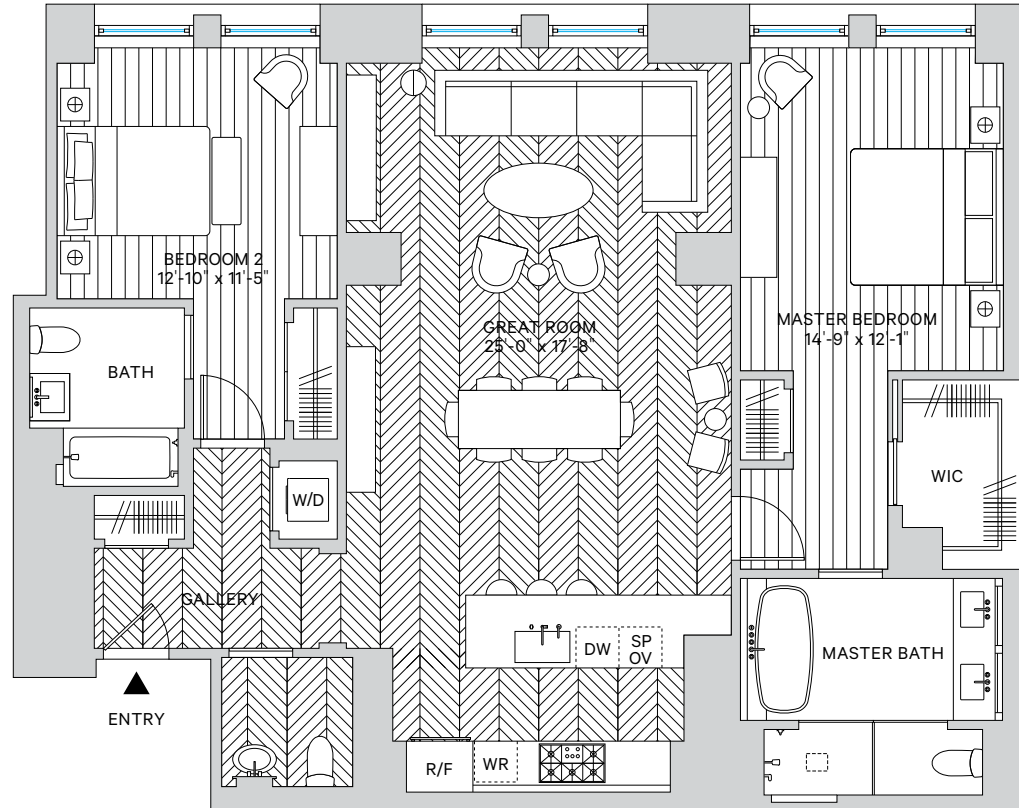 BEDROOM 2
12'-10" x 11'-5"
GREAT ROOM
25'-0" x 17'-8"
MASTER BEDROOM
14'-9" x 12'-1"
BATH
WIC
W/D
GALLERY
DW
SP
OV
MASTER BATH
ENTRY
R/F
WR